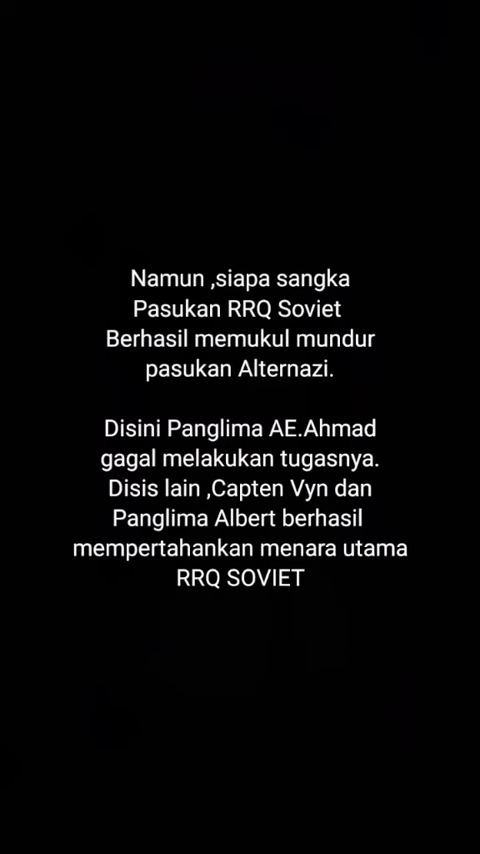 Namun ,siapa sangka
Pasukan RRQ Soviet
Berhasil memukul mundur
pasukan Alternazi.
Disini Panglima AE.Ahmad
gagal melakukan tugasnya.
Disis lain ,Capten Vyn dan
Panglima Albert berhasil
mempertahankan menara utama
RRQ SOVIET